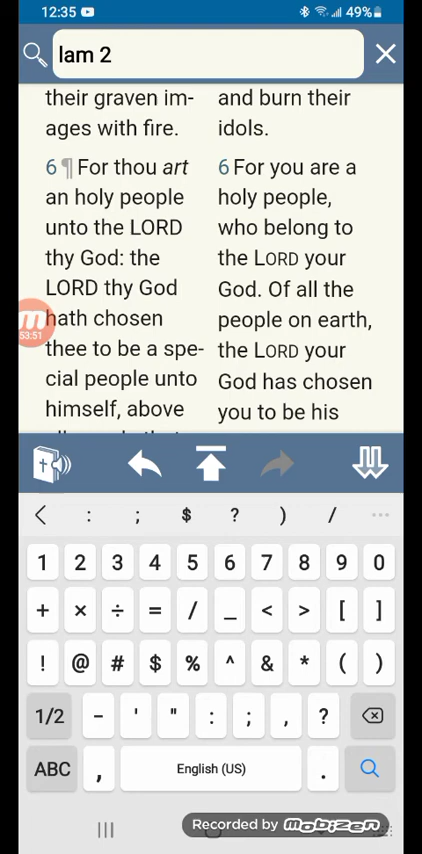 12:35
49%
lam 2
their graven im-
ages with fire.
6 ¶ For thou art
an holy people
unto the LORD
thy God: the
LORD thy God
hath chosen
thee to be a spe-
cial people unto
himself, above
and burn their
idols.
6 For you are a
holy people,
who belong to
the LORD your
God. Of all the
people on earth,
the LORD your
God has chosen
you to be his
m
53:51
< : ; $ ? ) / ...
1 2 3 4 5 6 7 8 9 0
+ × ÷ = / _ < > [ ]
! @ # $ % ^ & * ( )
1/2 - ' " : ; , ?
ABC , English (US) .
Recorded by mobizen